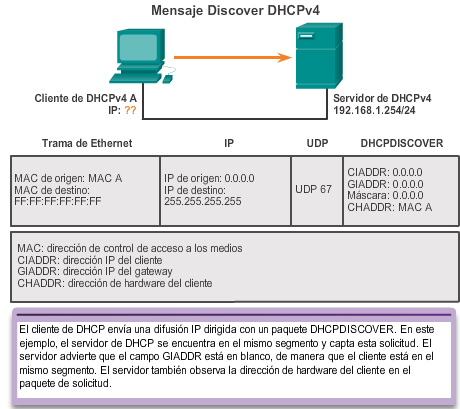 Mensaje Discover DHCPv4
Cliente de DHCPv4 A
IP: ??
Servidor de DHCPv4
192.168.1.254/24
Trama de Ethernet
IP
UDP
DHCPDISCOVER
MAC de origen: MAC A
MAC de destino:
FF:FF:FF:FF:FF:FF
IP de origen: 0.0.0.0
IP de destino:
255.255.255.255
UDP 67
CIADDR: 0.0.0.0
GIADDR: 0.0.0.0
Máscara: 0.0.0.0
CHADDR: MAC A
MAC: dirección de control de acceso a los medios
CIADDR: dirección IP del cliente
GIADDR: dirección IP del gateway
CHADDR: dirección de hardware del cliente
El cliente de DHCP envía una difusión IP dirigida con un paquete DHCPDISCOVER. En este
ejemplo, el servidor de DHCP se encuentra en el mismo segmento y capta esta solicitud. El
servidor advierte que el campo GIADDR está en blanco, de manera que el cliente está en el
mismo segmento. El servidor también observa la dirección de hardware del cliente en el
paquete de solicitud.